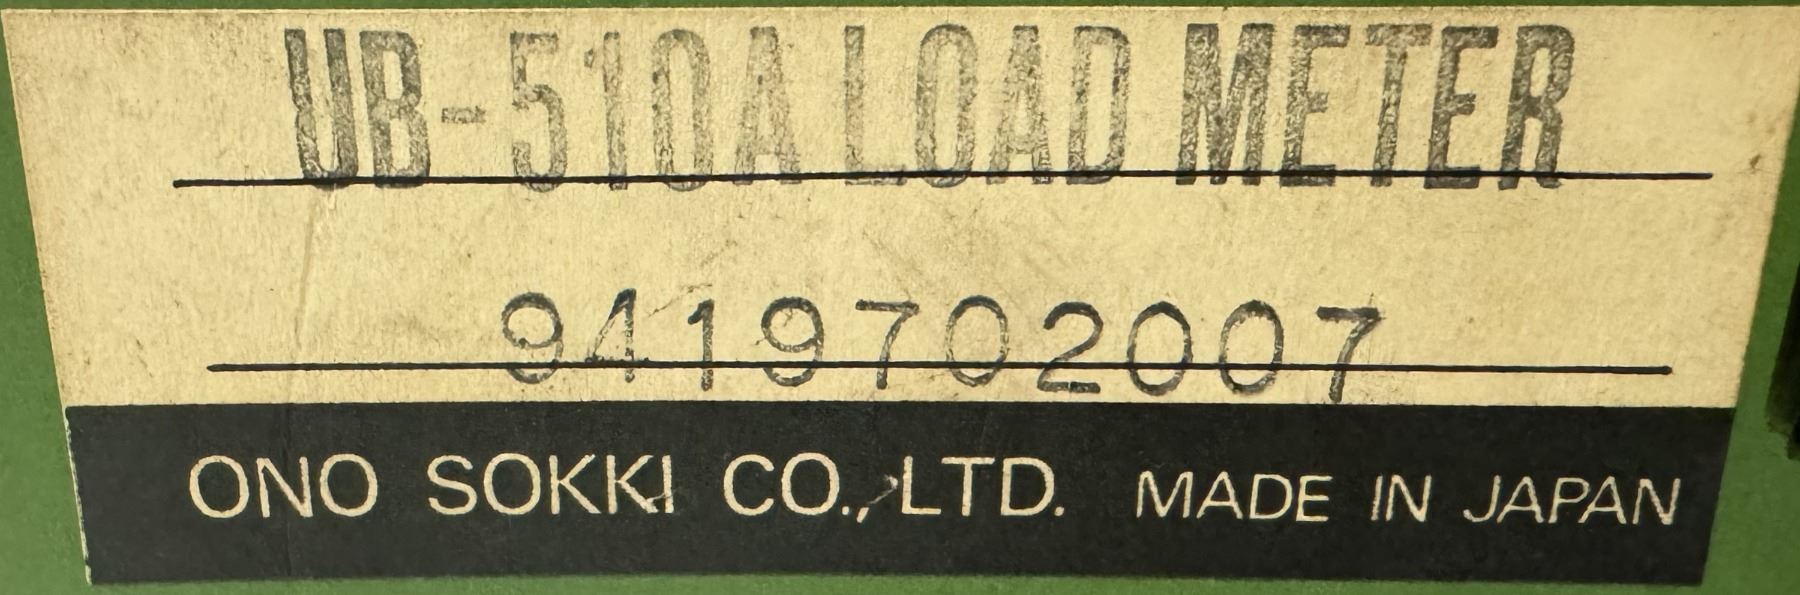 UB-510A LOAD METER
9419702007
ONO SOKKI CO., LTD. MADE IN JAPAN